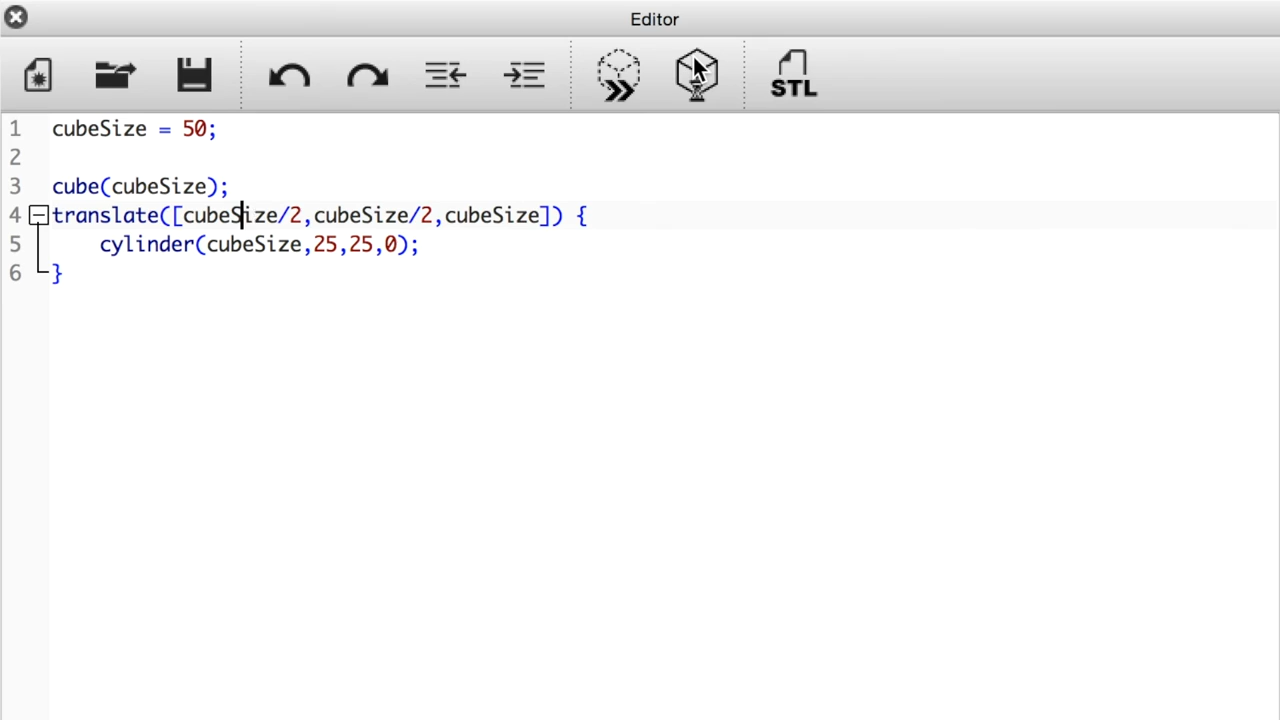 Editor
STL
1 cubeSize = 50;
2
3 cube(cubeSize);
4 translate([cubeSize/2,cubeSize/2,cubeSize]) {
5     cylinder(cubeSize,25,25,0);
6 }